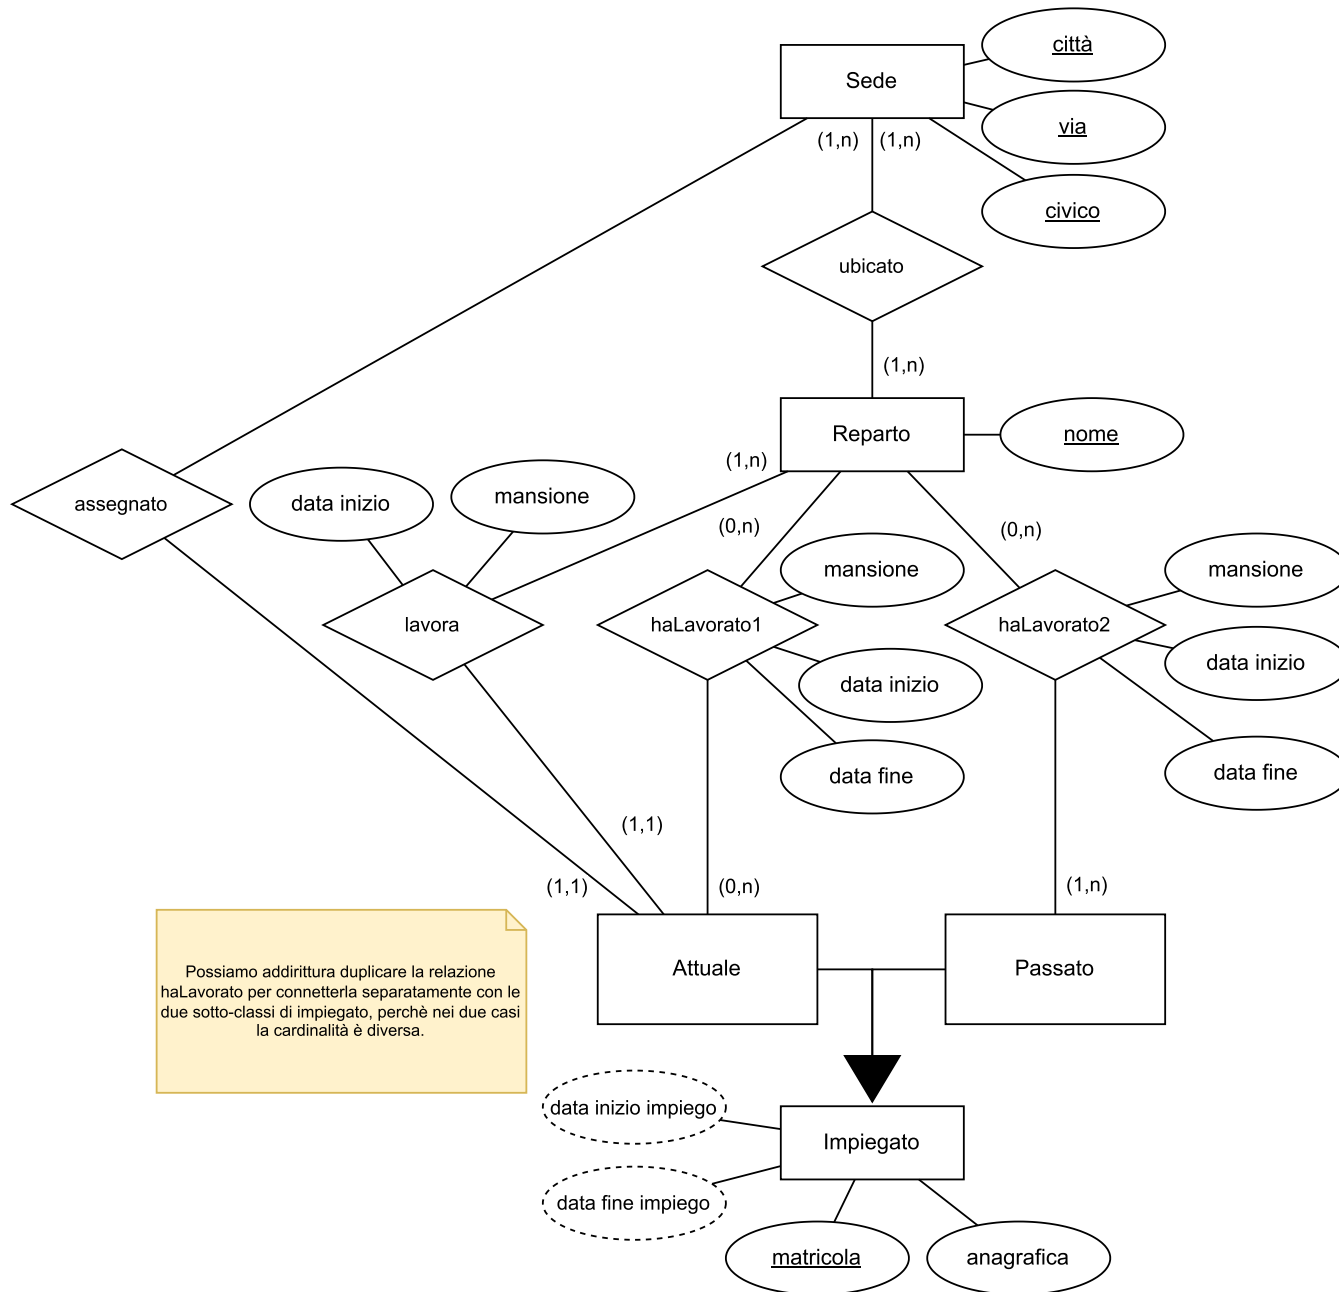 città
Sede
via
(1,n)
(1,n)
civico
ubicato
(1,n)
Reparto
nome
(1,n)
assegnato
data inizio
mansione
(0,n)
(0,n)
mansione
mansione
lavora
haLavorato1
haLavorato2
data inizio
data inizio
data fine
data fine
(1,1)
(1,1)
(0,n)
(1,n)
Attuale
Passato
Possiamo addirittura duplicare la relazione
haLavorato per connetterla separatamente con le
due sotto-classi di impiegato, perchè nei due casi
la cardinalità è diversa.
data inizio impiego
Impiegato
data fine impiego
matricola
anagrafica